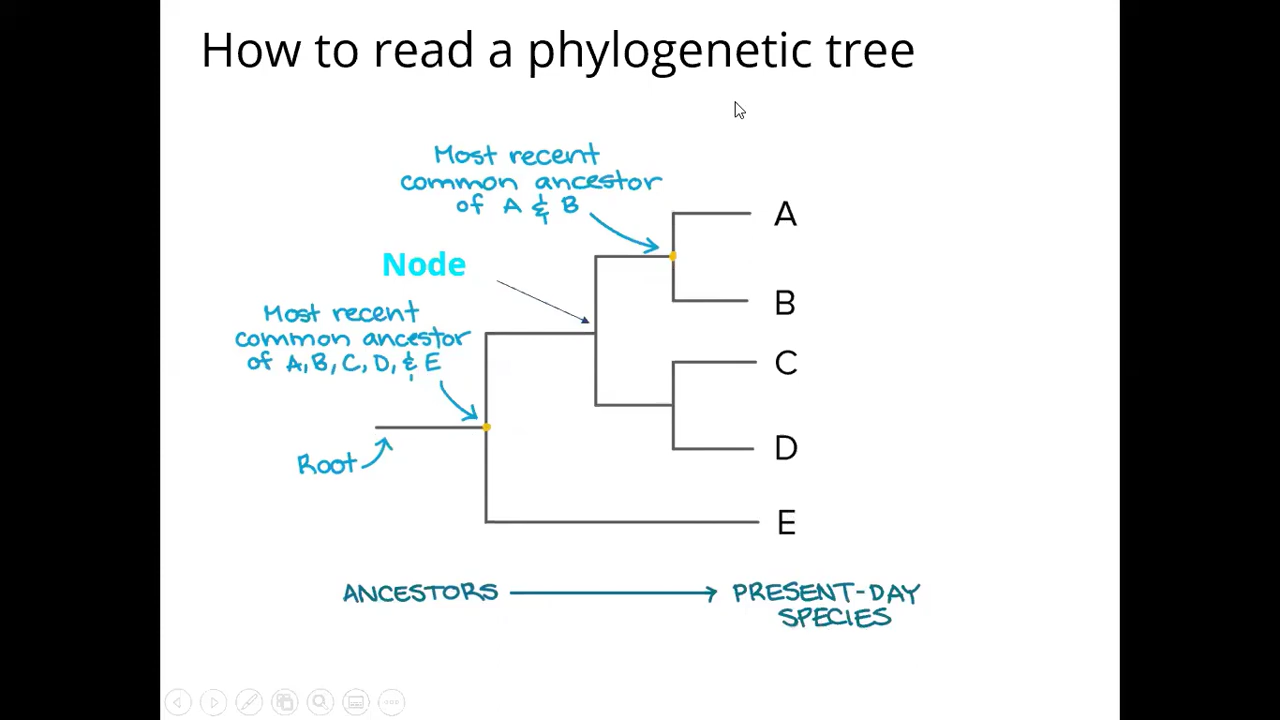 How to read a phylogenetic tree
Most recent
common ancestor
of A & B
A
Node
B
Most recent
common ancestor
of A, B, C, D, & E
C
Root
D
E
ANCESTORS
PRESENT-DAY
SPECIES